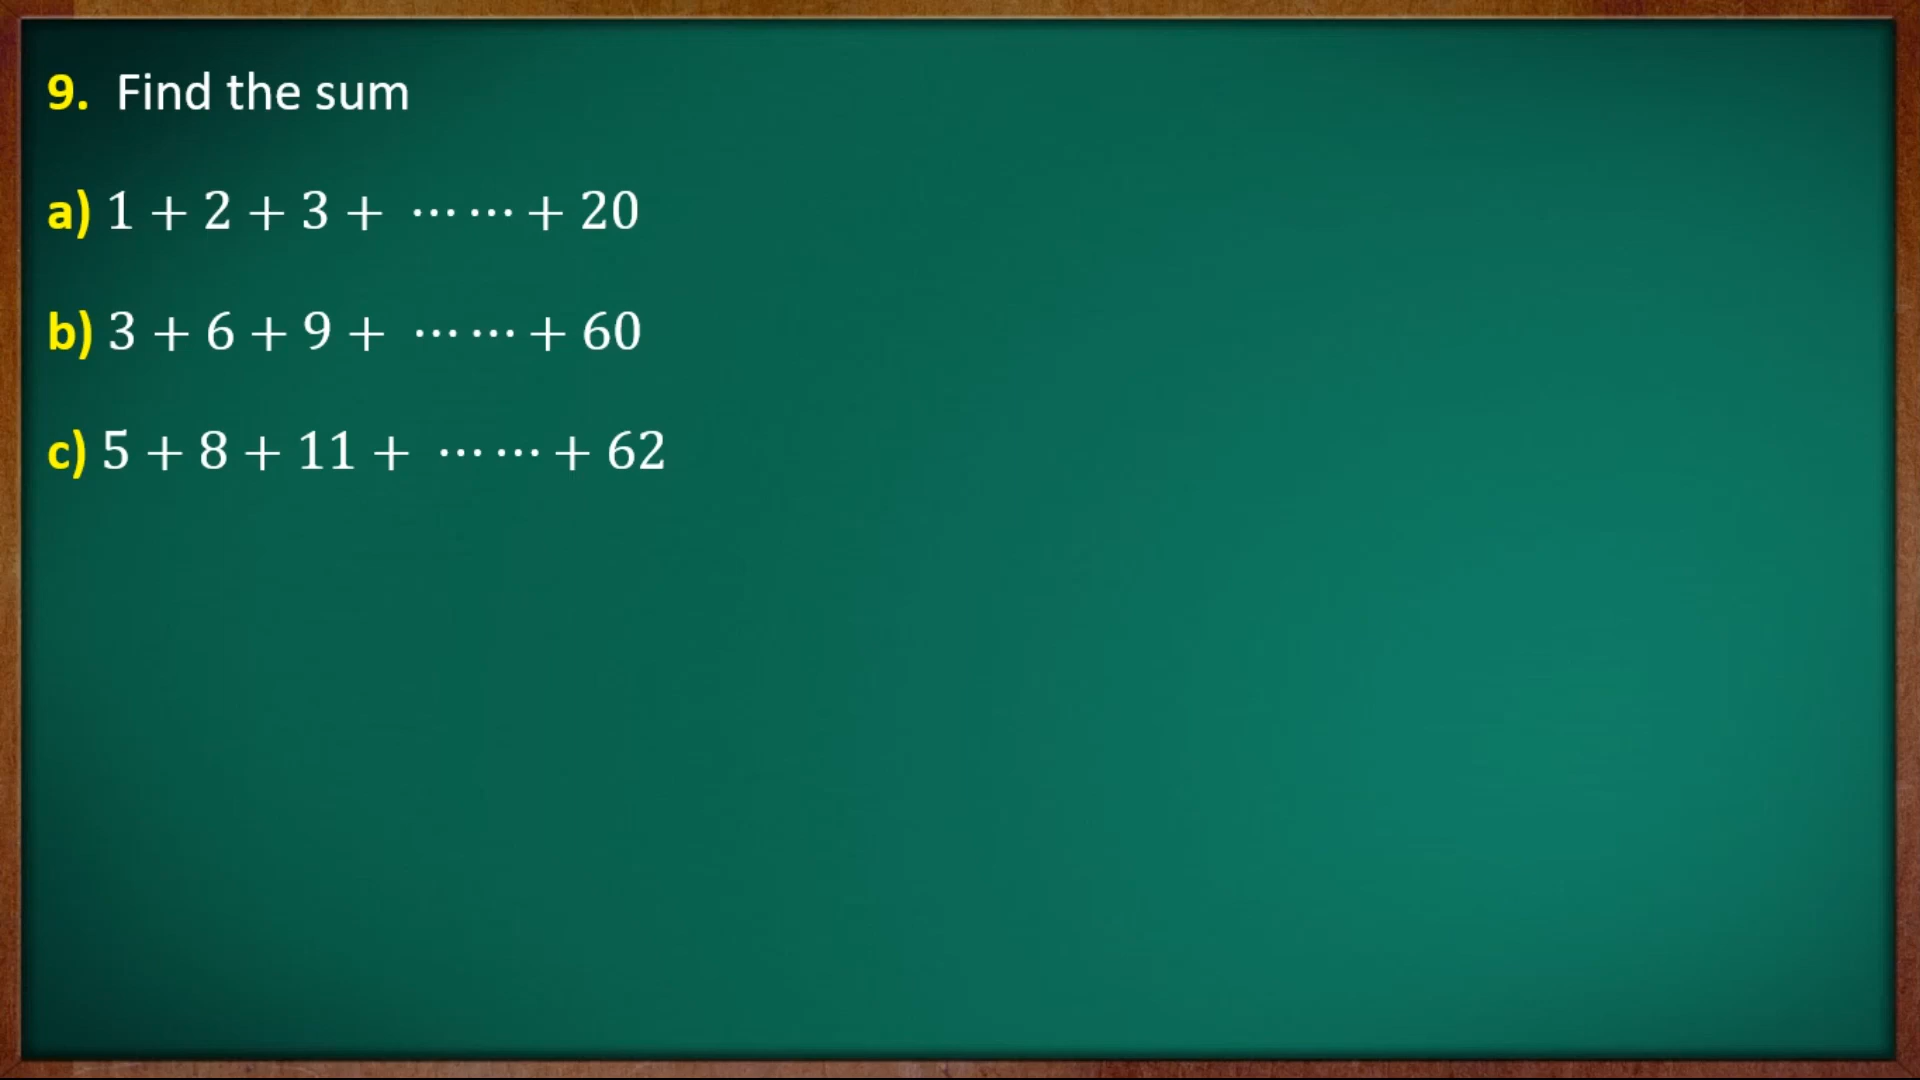 9. Find the sum
a) 1 + 2 + 3 + ⋯ ⋯ + 20
b) 3 + 6 + 9 + ⋯ ⋯ + 60
c) 5 + 8 + 11 + ⋯ ⋯ + 62